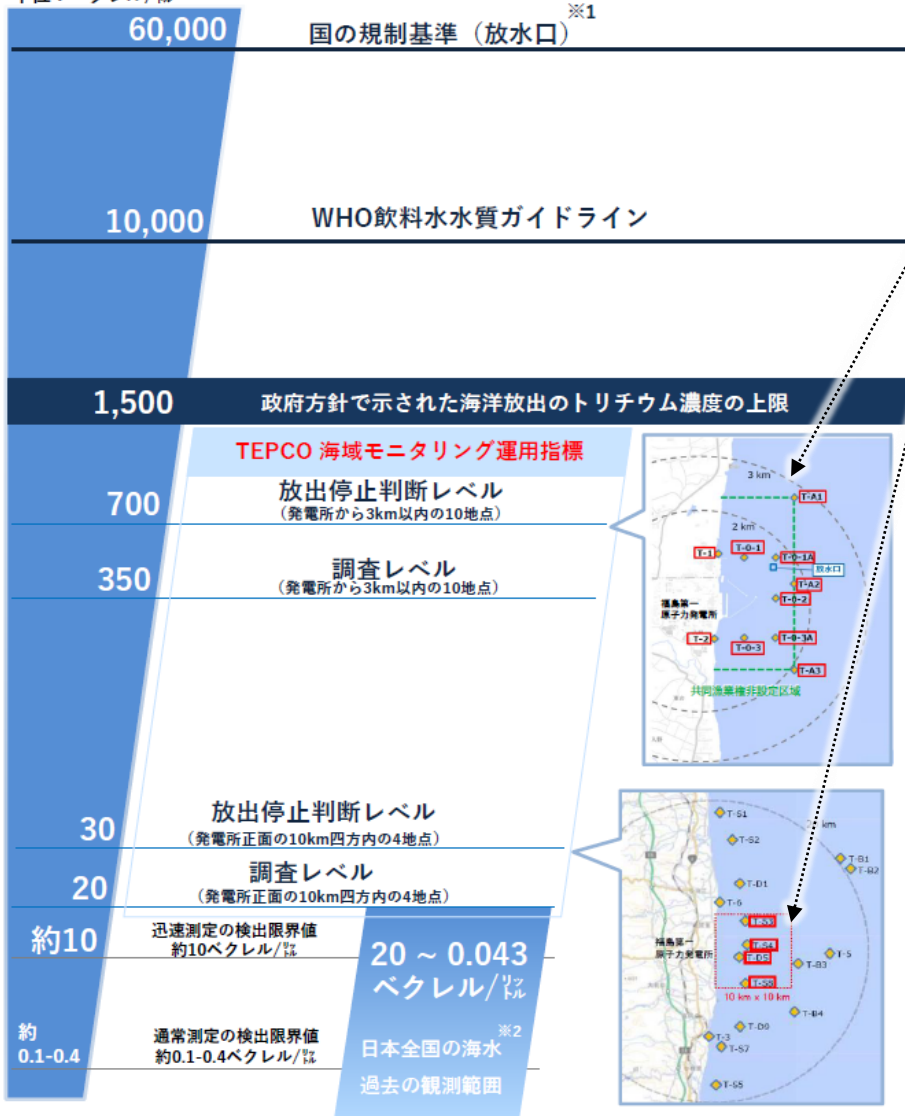 60,000
国の規制基準（放水口）※1
10,000
WHO飲料水水質ガイドライン
1,500
政府方針で示された海洋放出のトリチウム濃度の上限
TEPCO 海域モニタリング運用指標
700
放出停止判断レベル
（発電所から3km以内の10地点）
350
調査レベル
（発電所から3km以内の10地点）
30
放出停止判断レベル
（発電所正面の10km四方内の4地点）
20
調査レベル
（発電所正面の10km四方内の4地点）
約10
迅速測定の検出限界値
約10ベクレル/㍑
約
0.1-0.4
通常測定の検出限界値
約0.1-0.4ベクレル/㍑
20 ~ 0.043
ベクレル/㍑
日本全国の海水※2
過去の観測範囲
3 km
T-A1
2 km
T-1
T-0-1
T-0-1A
放水口
T-A2
T-0-2
福島第一
原子力発電所
T-2
T-0-3
T-0-3A
T-A3
共同漁業権非設定区域
T-S1
km
T-S2
T-B1
T-B2
T-D1
T-6
T-S3
福島第一
原子力発電所
T-S4
T-D5
T-5
T-B3
10 km x 10 km
T-B4
T-D9
T-3
T-S7
T-S5